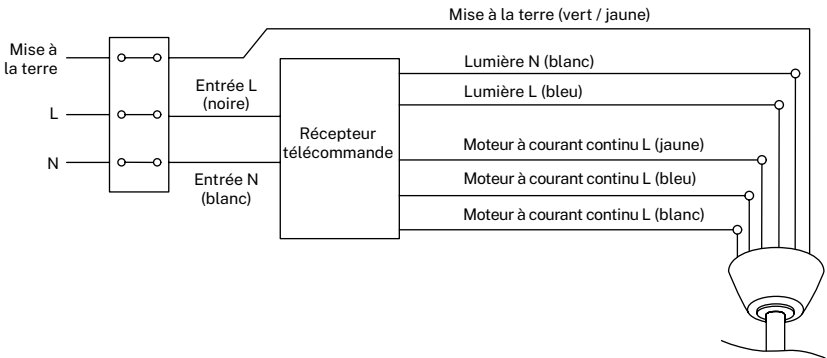 Mise à la terre (vert / jaune)
Mise à
la terre
L
N
Entrée L
(noire)
Entrée N
(blanc)
Récepteur
télécommande
Lumière N (blanc)
Lumière L (bleu)
Moteur à courant continu L (jaune)
Moteur à courant continu L (bleu)
Moteur à courant continu L (blanc)